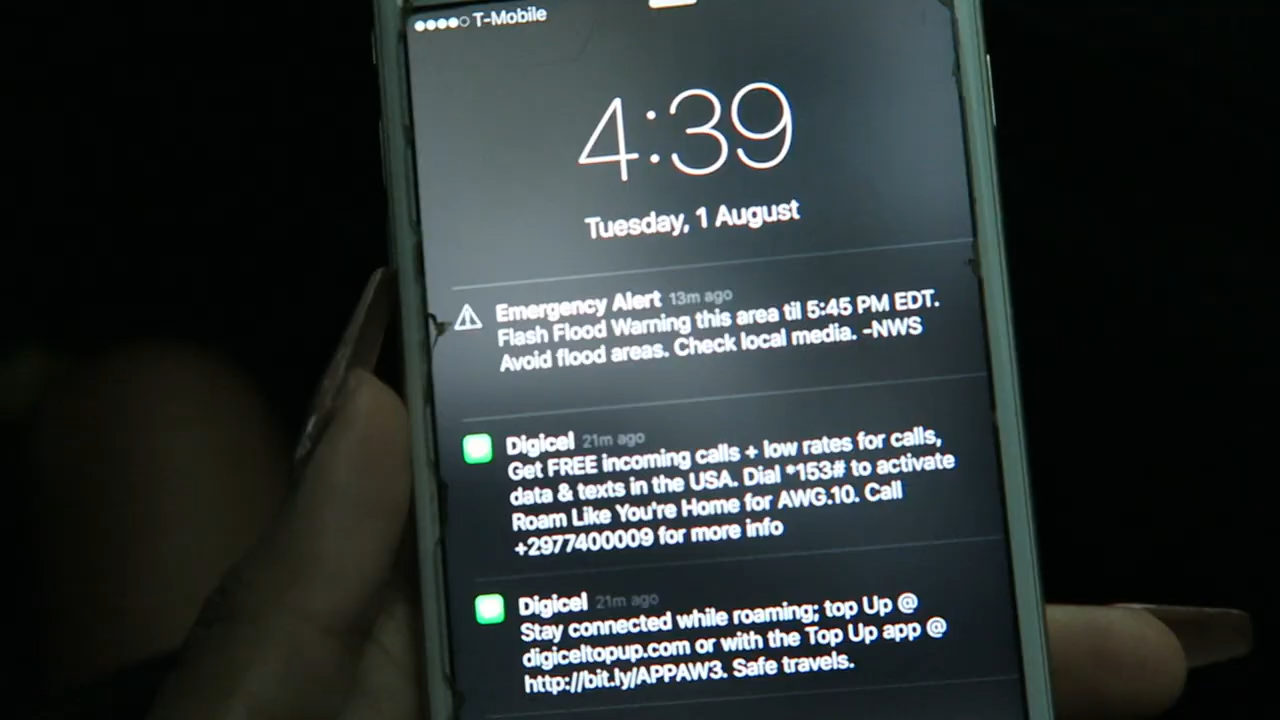 T-Mobile
4:39
Tuesday, 1 August
Emergency Alert 13m ago
Flash Flood Warning this area til 5:45 PM EDT.
Avoid flood areas. Check local media. -NWS
Digicel 21m ago
Get FREE incoming calls + low rates for calls,
data & texts in the USA. Dial *153# to activate
Roam Like You're Home for AWG.10. Call
+2977400009 for more info
Digicel 21m ago
Stay connected while roaming; top Up @
digiceltopup.com or with the Top Up app @
http://bit.ly/APPAW3. Safe travels.